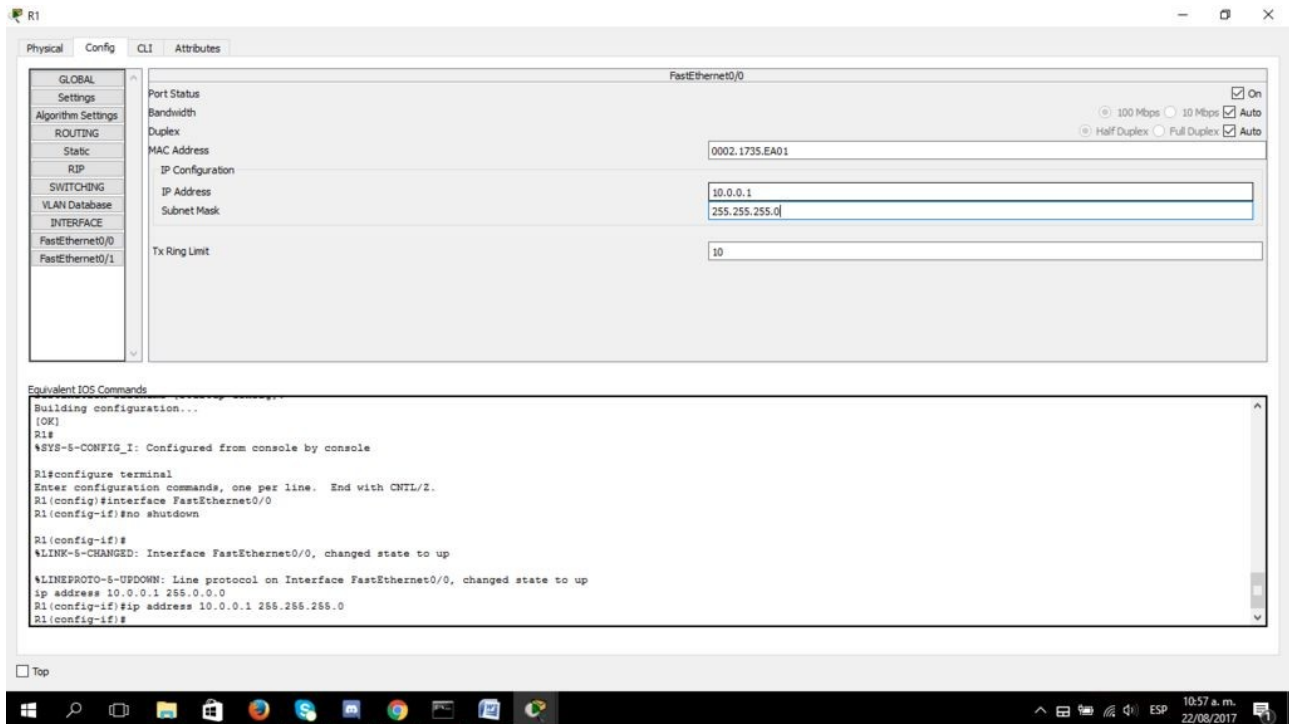 R1
Physical Config CLI Attributes
GLOBAL
Settings
Algorithm Settings
ROUTING
Static
RIP
SWITCHING
VLAN Database
INTERFACE
FastEthernet0/0
FastEthernet0/1
FastEthernet0/0
Port Status On
Bandwidth 100 Mbps 10 Mbps Auto
Duplex Half Duplex Full Duplex Auto
MAC Address 0002.1735.EA01
IP Configuration
IP Address 10.0.0.1
Subnet Mask 255.255.255.0
Tx Ring Limit 10
Equivalent IOS Commands
Building configuration...
[OK]
R1#
%SYS-5-CONFIG_I: Configured from console by console
R1#configure terminal
Enter configuration commands, one per line. End with CNTL/Z.
R1(config)#interface FastEthernet0/0
R1(config-if)#no shutdown
R1(config-if)#
%LINK-5-CHANGED: Interface FastEthernet0/0, changed state to up
%LINEPROTO-5-UPDOWN: Line protocol on Interface FastEthernet0/0, changed state to up
ip address 10.0.0.1 255.0.0.0
R1(config-if)#ip address 10.0.0.1 255.255.255.0
R1(config-if)#
Top
ESP
10:57 a. m.
22/08/2017